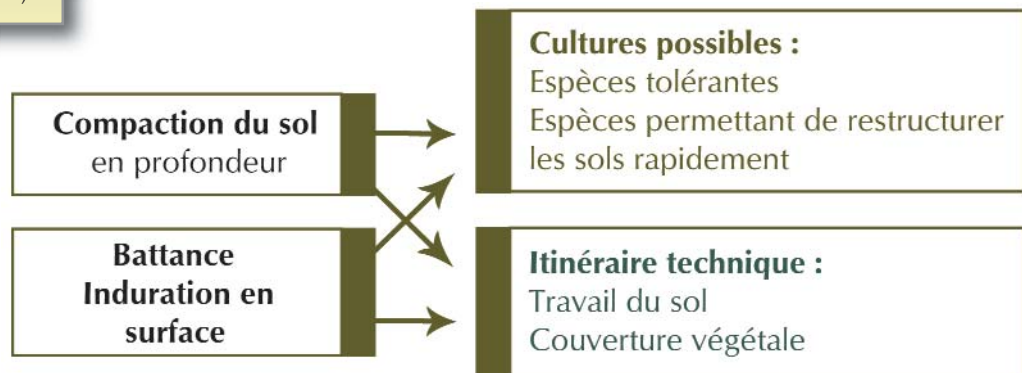 Compaction du sol
en profondeur
Battance
Induration en
surface
Cultures possibles :
Espèces tolérantes
Espèces permettant de restructurer
les sols rapidement
Itinéraire technique :
Travail du sol
Couverture végétale